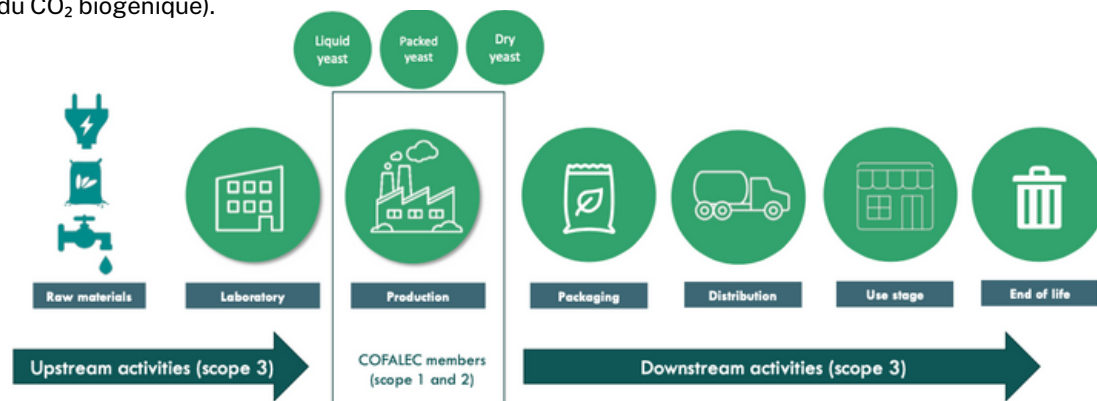 du CO₂ biogénique).
Liquid
yeast
Packed
yeast
Dry
yeast
Raw materials
Laboratory
Production
Packaging
Distribution
Use stage
End of life
Upstream activities (scope 3)
COFALEC members
(scope 1 and 2)
Downstream activities (scope 3)